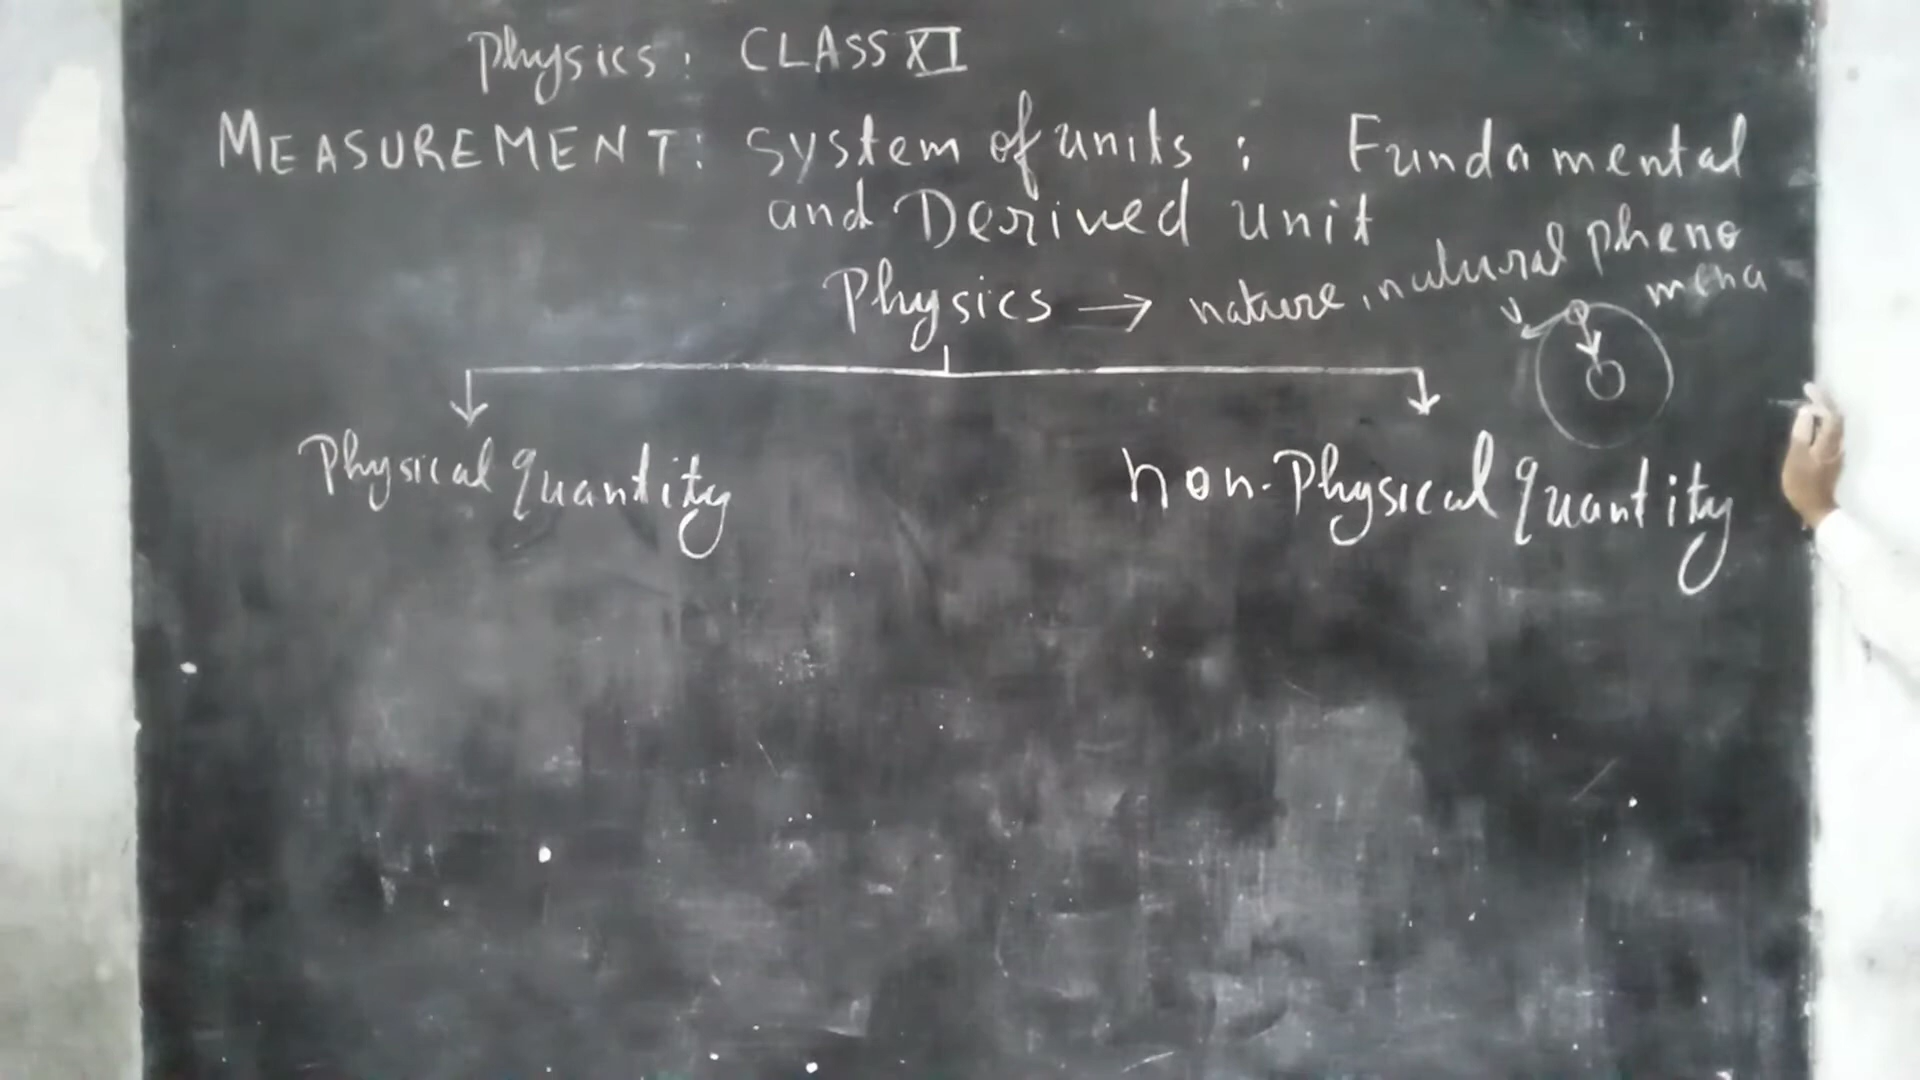 Physics: CLASS XI
MEASUREMENT: System of units: Fundamental
and Derived unit
Physics → nature, natural pheno
mena
v
Physical quantity
non-Physical quantity